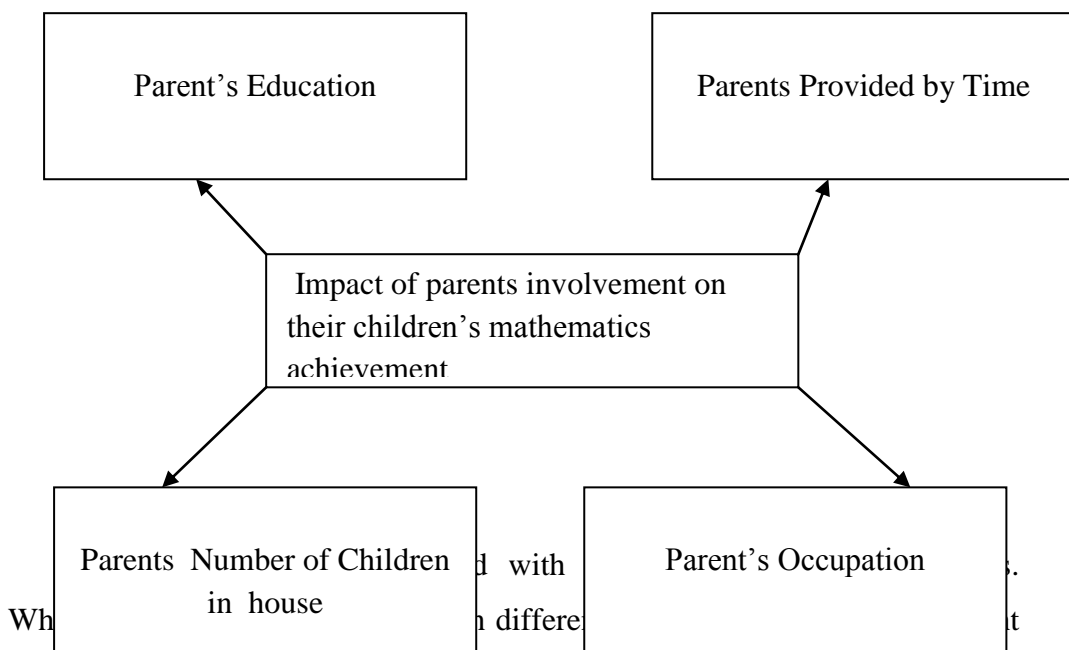 Parent’s Education
Parents Provided by Time
Impact of parents involvement on
their children’s mathematics
achievement
Parents Number of Children
in house
Parent’s Occupation
with